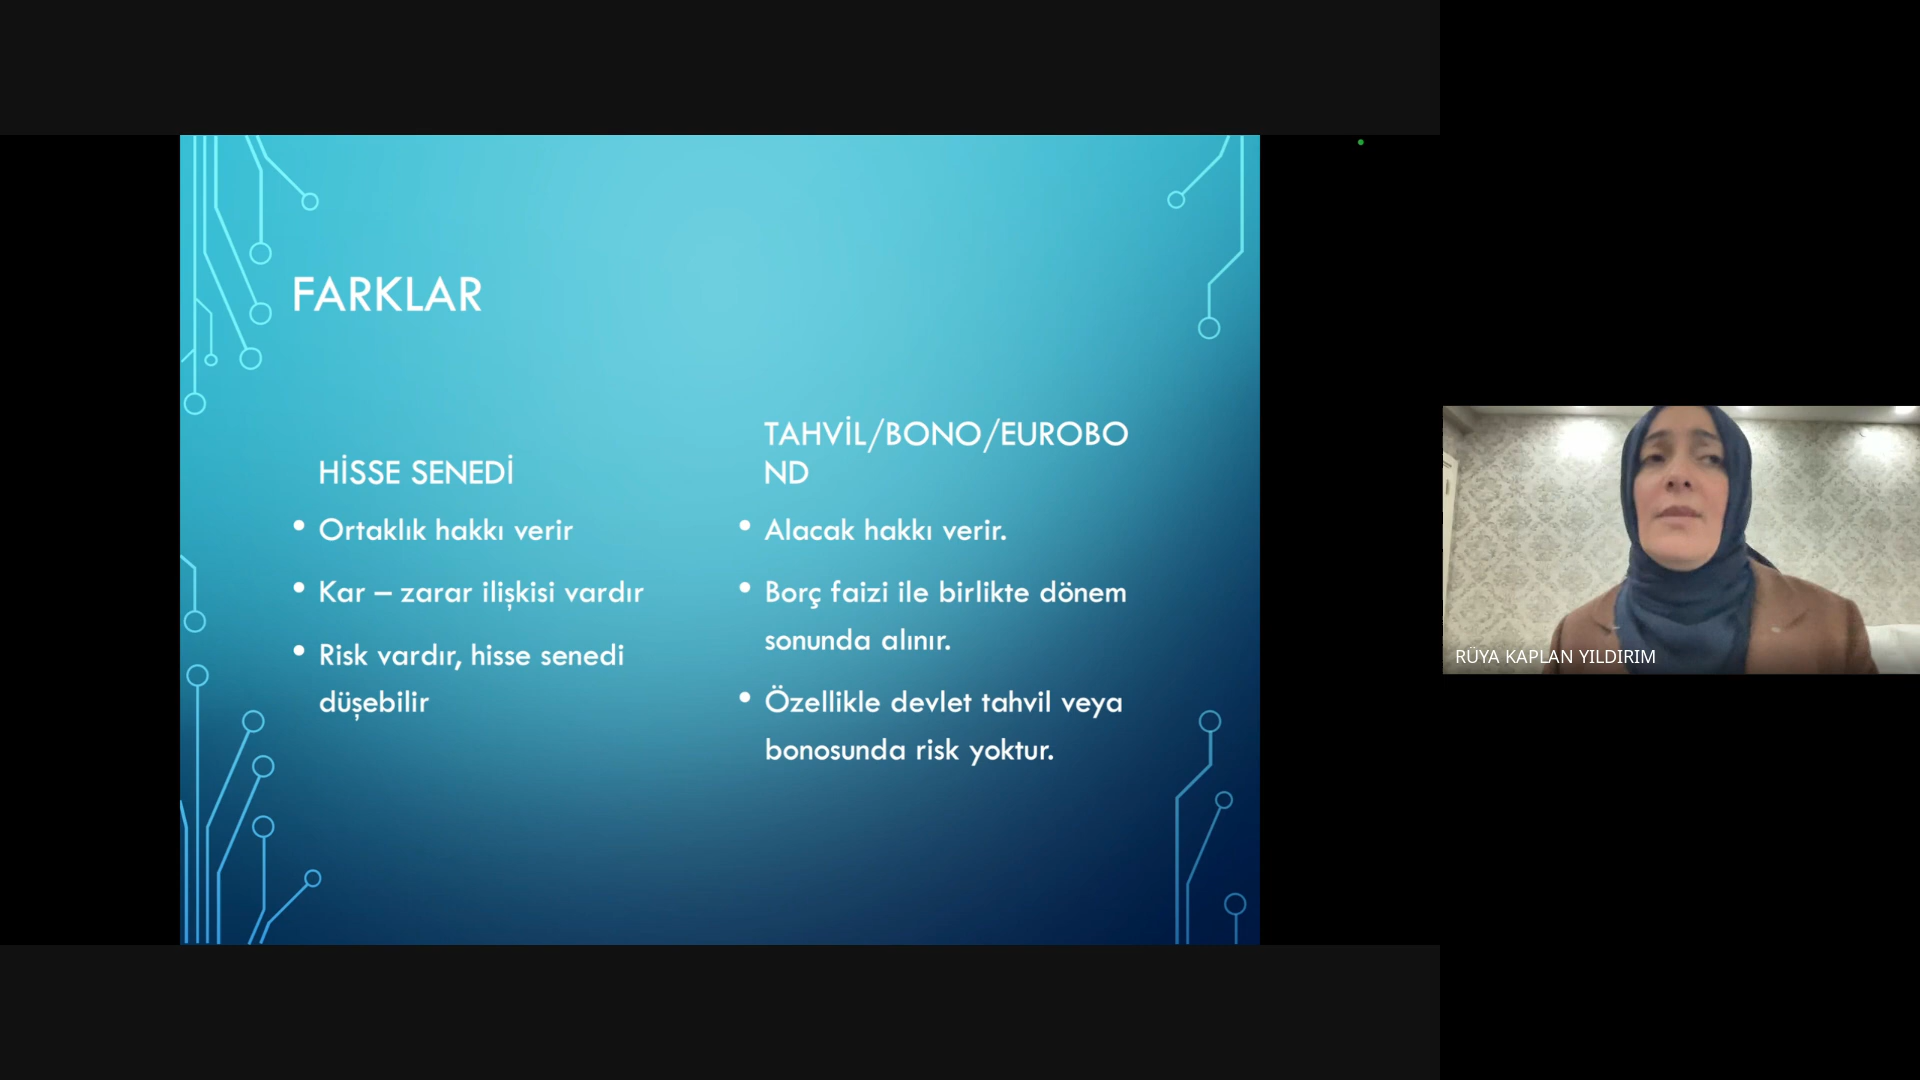 FARKLAR
HİSSE SENEDİ
• Ortaklık hakkı verir
• Kar – zarar ilişkisi vardır
• Risk vardır, hisse senedi
düşebilir
TAHVİL/BONO/EUROBO
ND
• Alacak hakkı verir.
• Borç faizi ile birlikte dönem
sonunda alınır.
• Özellikle devlet tahvil veya
bonosunda risk yoktur.
RÜYA KAPLAN YILDIRIM